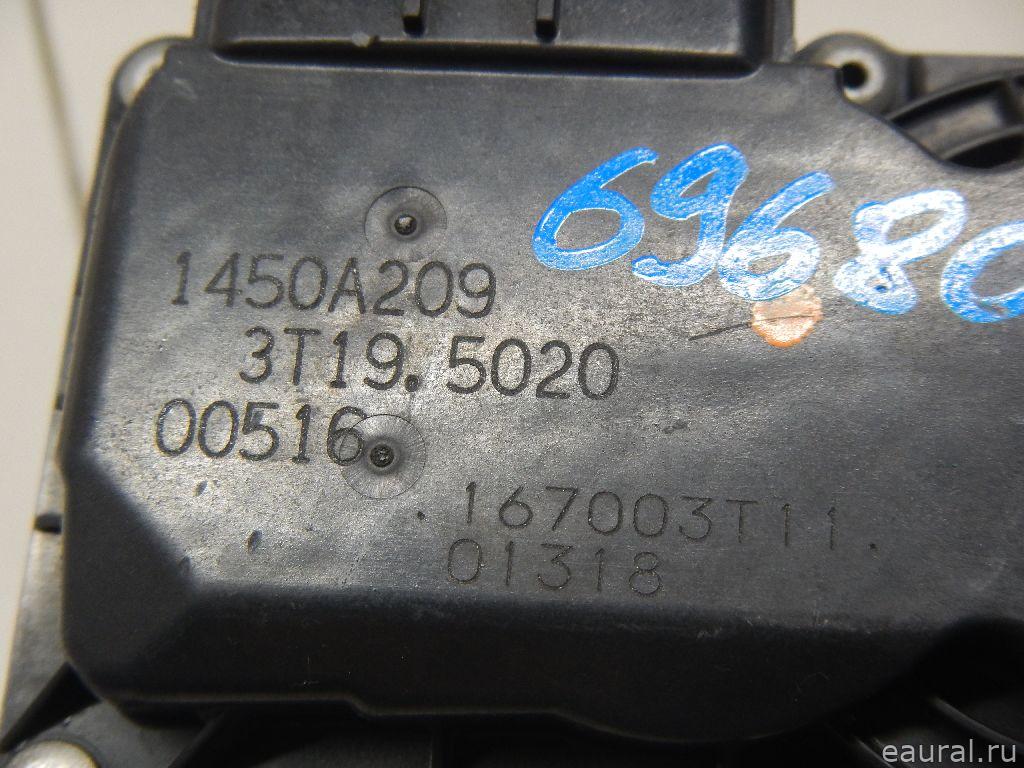 6968
1450A209
3T19.5020
00516
167003T11.
01318
eaural.ru